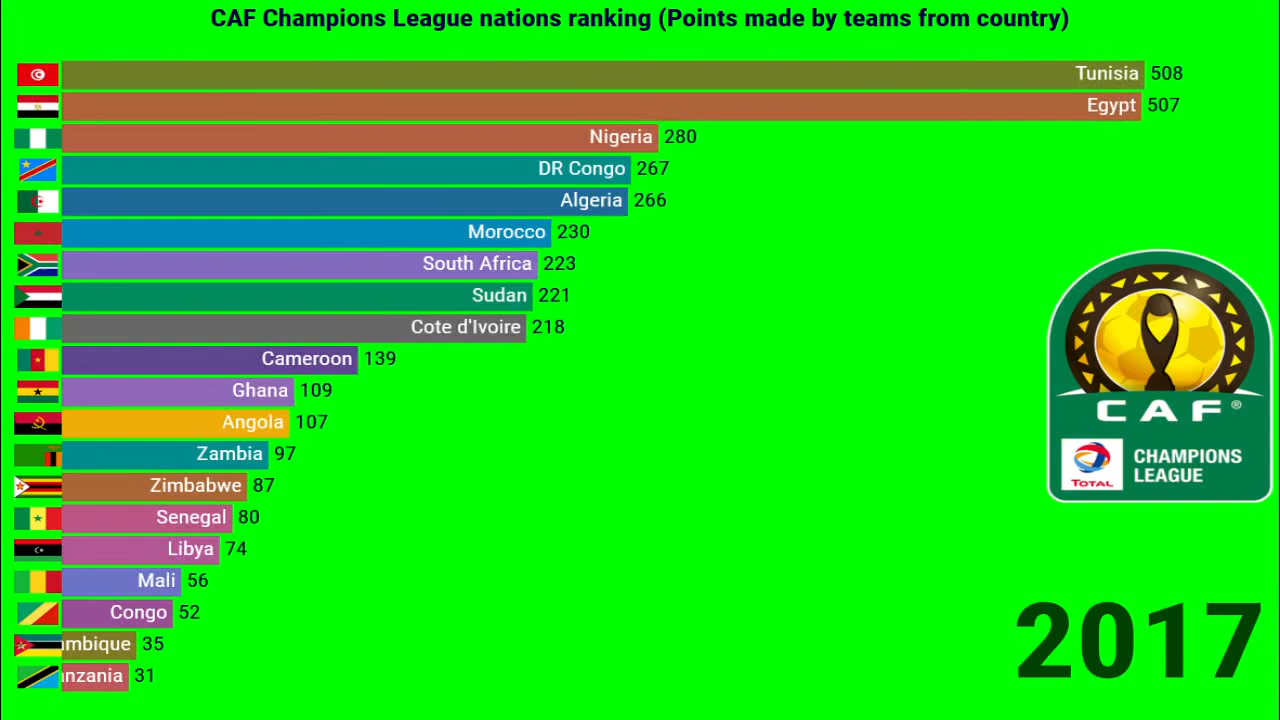 CAF Champions League nations ranking (Points made by teams from country)
Tunisia 508
Egypt 507
Nigeria 280
DR Congo 267
Algeria 266
Morocco 230
South Africa 223
Sudan 221
Cote d'Ivoire 218
Cameroon 139
Ghana 109
Angola 107
Zambia 97
Zimbabwe 87
Senegal 80
Libya 74
Mali 56
Congo 52
mbique 35
nzania 31
CAF®
TOTAL
CHAMPIONS
LEAGUE
2017